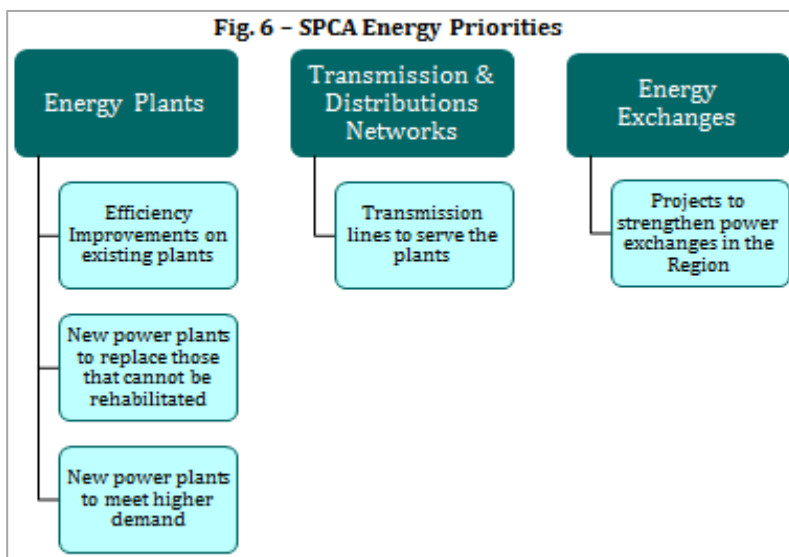 Fig. 6 – SPCA Energy Priorities
Energy Plants
Efficiency
Improvements on
existing plants
New power plants
to replace those
that cannot be
rehabilitated
New power plants
to meet higher
demand
Transmission &
Distributions
Networks
Transmission
lines to serve the
plants
Energy
Exchanges
Projects to
strengthen power
exchanges in the
Region